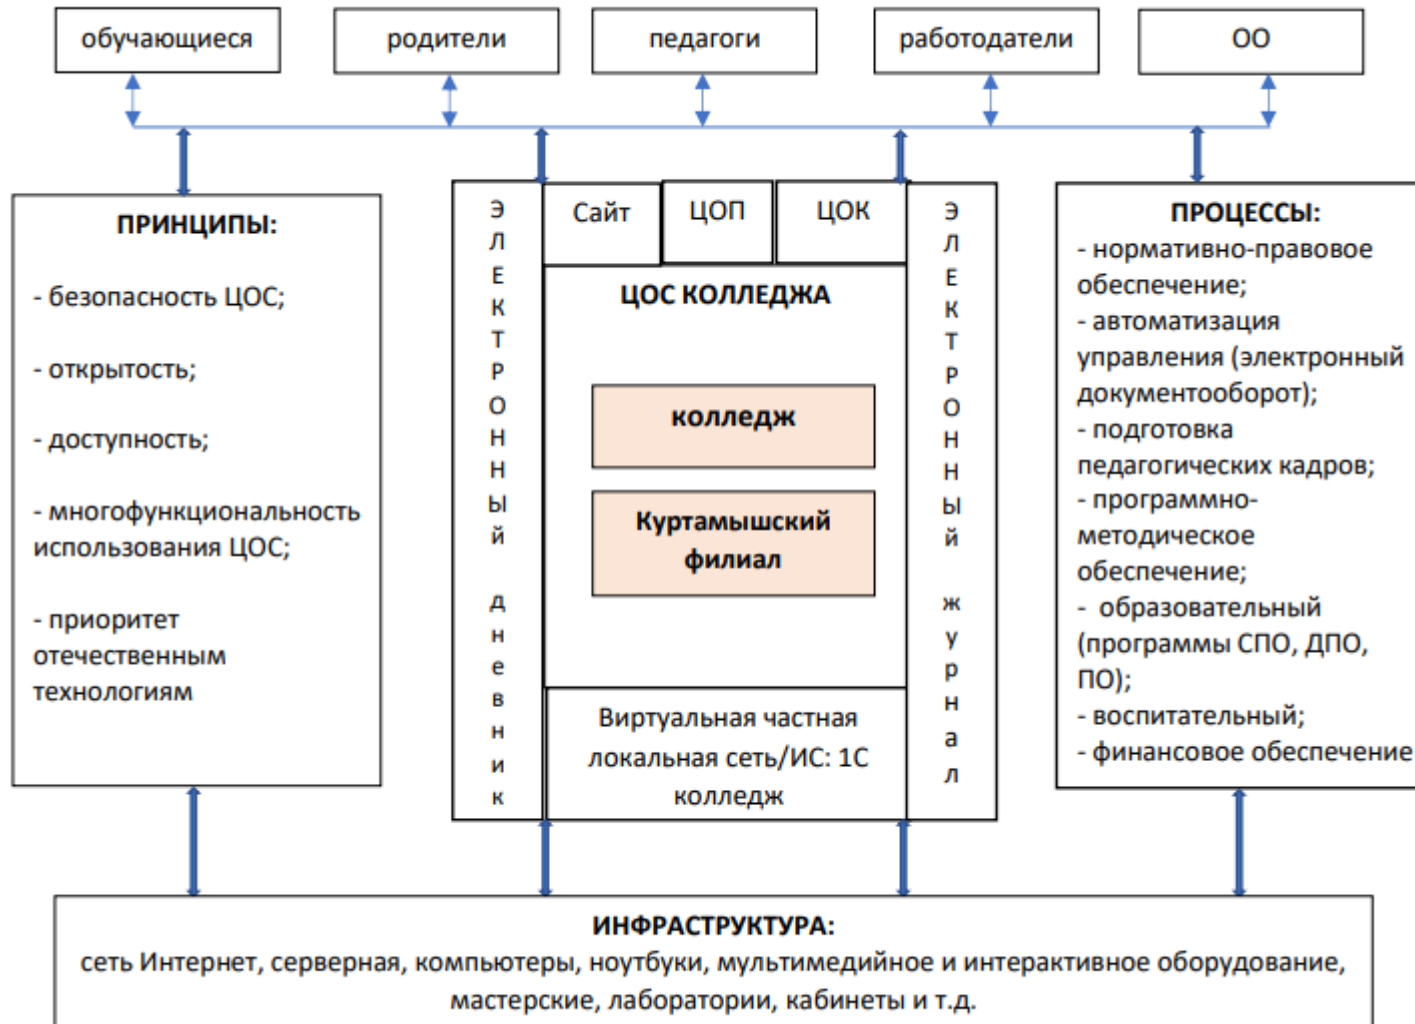 обучающиеся
родители
педагоги
работодатели
ОО
ПРИНЦИПЫ:
- безопасность ЦОС;
- открытость;
- доступность;
- многофункциональность
использования ЦОС;
- приоритет
отечественным
технологиям
ЭЛЕКТРОННЫЙ дневник
Сайт
ЦОП
ЦОК
ЦОС КОЛЛЕДЖА
колледж
Куртамышский
филиал
Виртуальная частная
локальная сеть/ИС: 1С
колледж
ЭЛЕКТРОННЫЙ журнал
ПРОЦЕССЫ:
- нормативно-правовое
обеспечение;
- автоматизация
управления (электронный
документооборот);
- подготовка
педагогических кадров;
- программно-
методическое
обеспечение;
- образовательный
(программы СПО, ДПО,
ПО);
- воспитательный;
- финансовое обеспечение
ИНФРАСТРУКТУРА:
сеть Интернет, серверная, компьютеры, ноутбуки, мультимедийное и интерактивное оборудование,
мастерские, лаборатории, кабинеты и т.д.